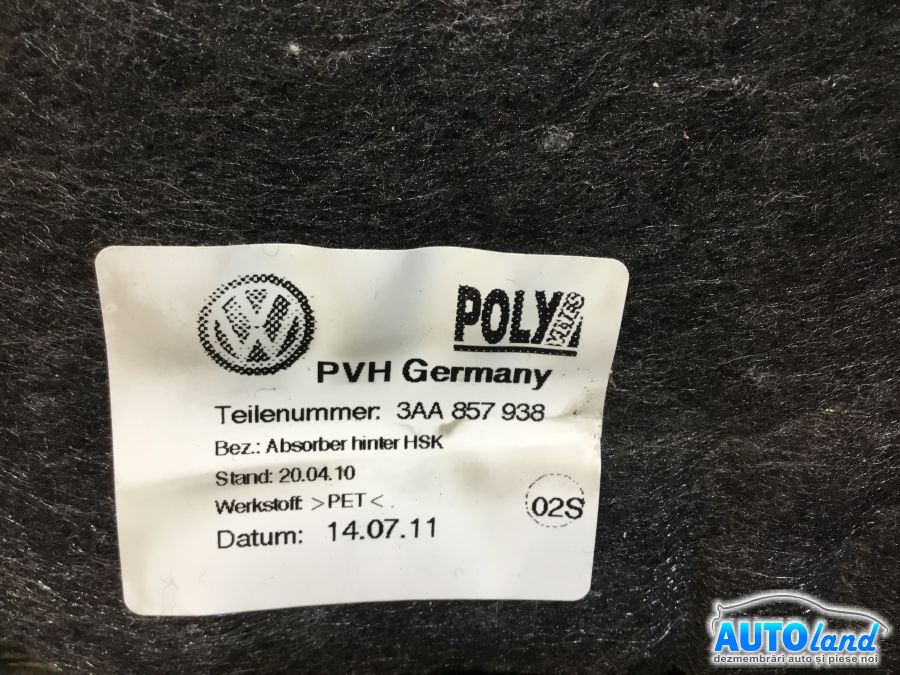 POLY
PVH Germany
Teilenummer: 3AA 857 938
Bez.: Absorber hinter HSK
Stand: 20.04.10
Werkstoff: >PET< .
02S
Datum: 14.07.11
AUTOland
dezmembrări auto și piese noi